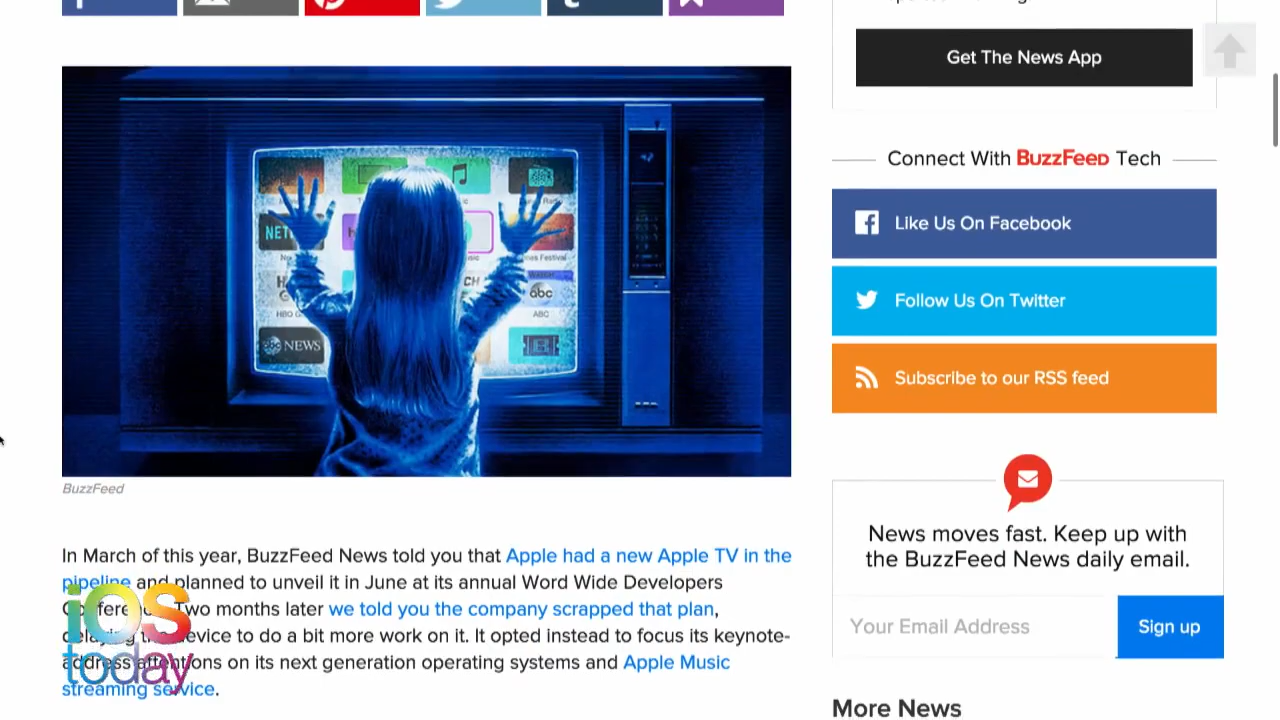 Get The News App
Connect With BuzzFeed Tech
Like Us On Facebook
Follow Us On Twitter
Subscribe to our RSS feed
NEWS
abc
ABC
HBO G
BuzzFeed
News moves fast. Keep up with
the BuzzFeed News daily email.
Your Email Address
Sign up
More News
In March of this year, BuzzFeed News told you that Apple had a new Apple TV in the
pipeline and planned to unveil it in June at its annual Word Wide Developers
Two months later we told you the company scrapped that plan,
device to do a bit more work on it. It opted instead to focus its keynote-
address attentions on its next generation operating systems and Apple Music
streaming service.
iOS
today